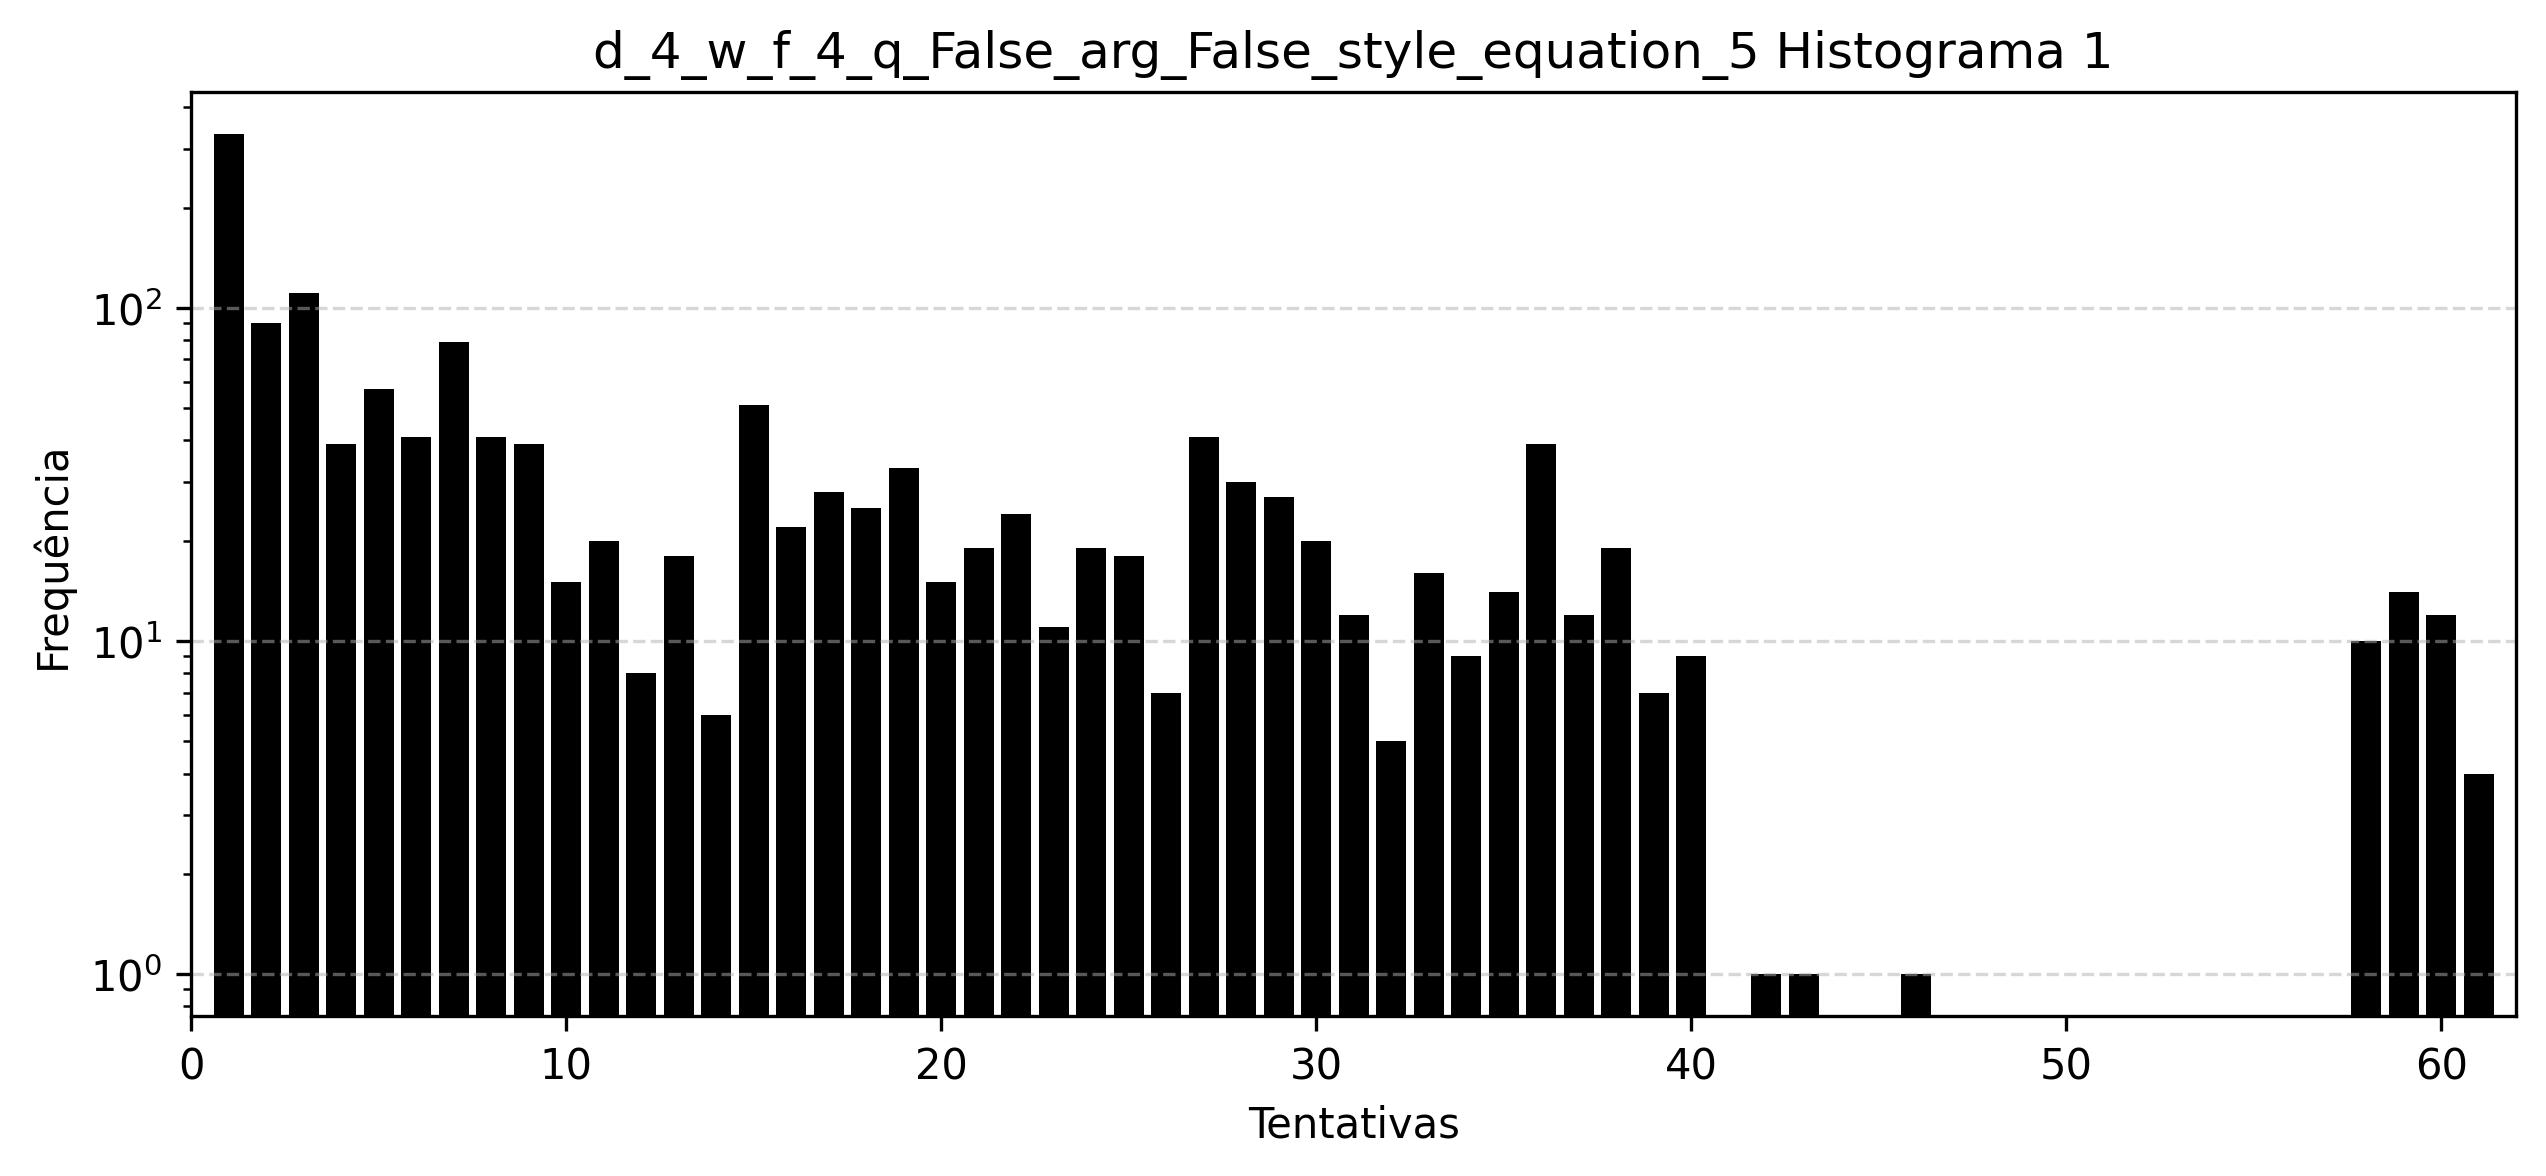 d_4_w_f_4_q_False_arg_False_style_equation_5 Histograma 1
Frequência
10²
10¹
10⁰
0 10 20 30 40 50 60
Tentativas